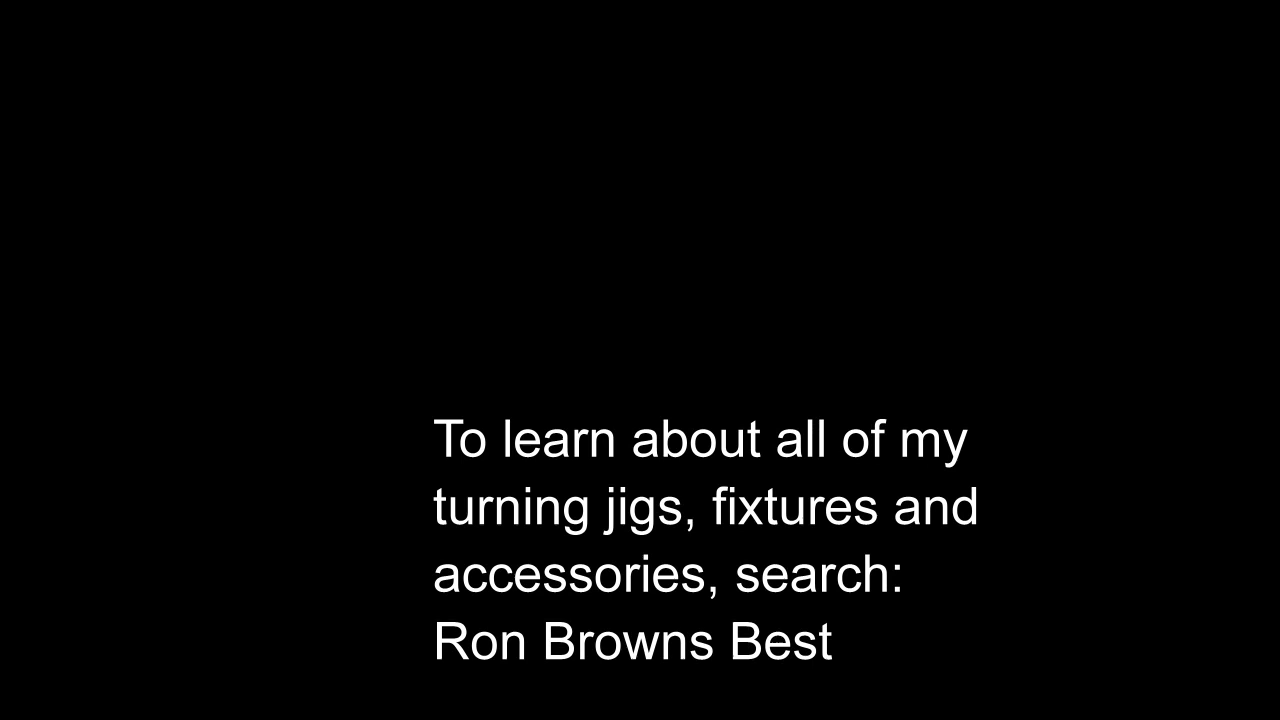 To learn about all of my
turning jigs, fixtures and
accessories, search:
Ron Browns Best